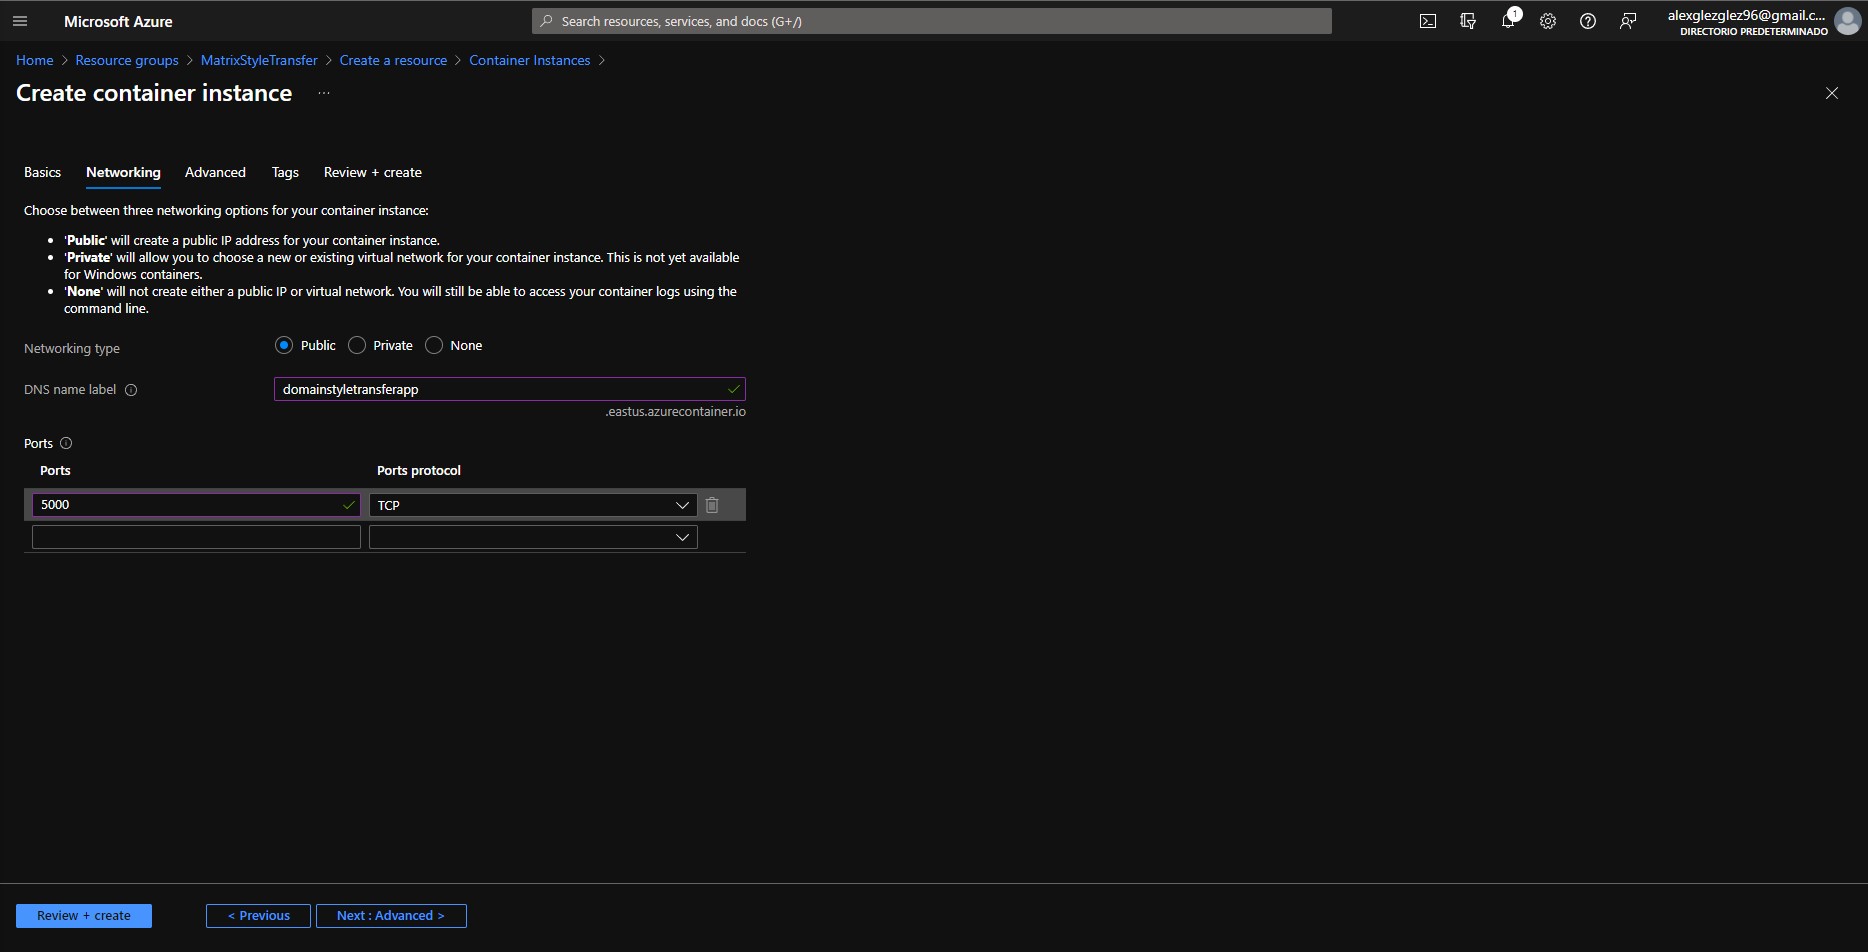 Microsoft Azure
Search resources, services, and docs (G+/)
1
alexglezglez96@gmail.c...
DIRECTORIO PREDETERMINADO
Home > Resource groups > MatrixStyleTransfer > Create a resource > Container Instances >
Create container instance ...
Basics Networking Advanced Tags Review + create
Choose between three networking options for your container instance:
• 'Public' will create a public IP address for your container instance.
• 'Private' will allow you to choose a new or existing virtual network for your container instance. This is not yet available
for Windows containers.
• 'None' will not create either a public IP or virtual network. You will still be able to access your container logs using the
command line.
Networking type Public Private None
DNS name label domainstyletransferapp
.eastus.azurecontainer.io
Ports
Ports Ports protocol
5000 TCP
Review + create < Previous Next : Advanced >